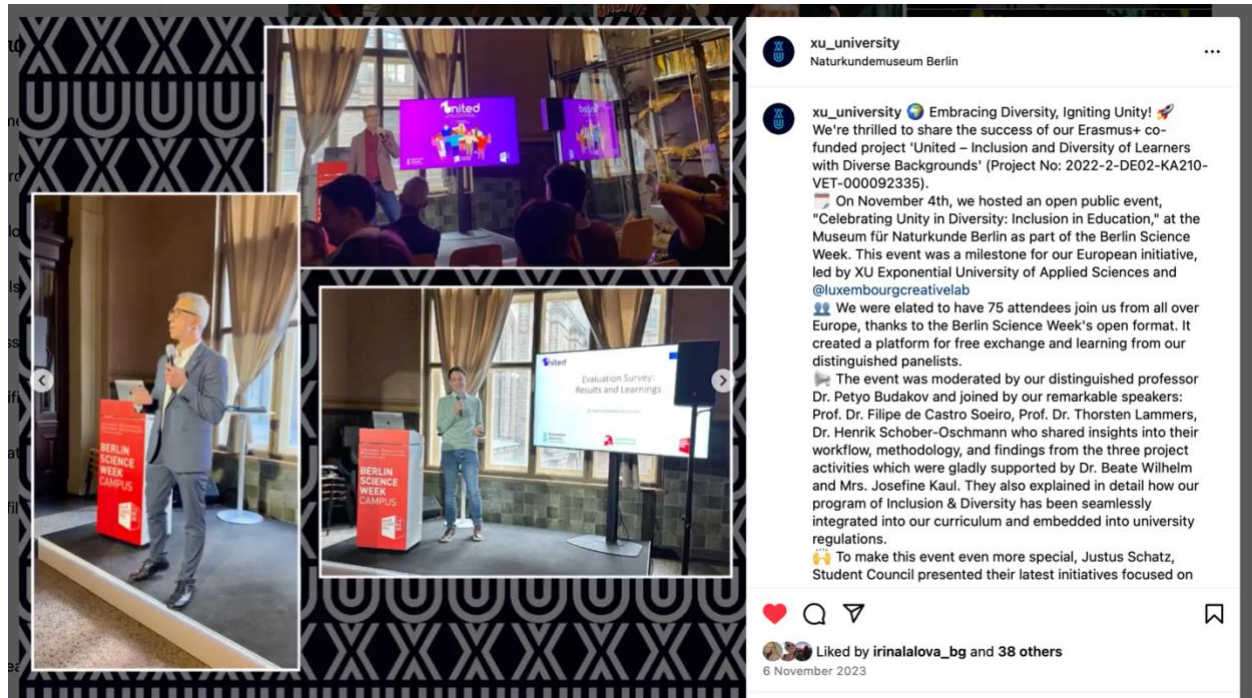 United
United
Evaluation Survey:
Results and Learnings
BERLIN
SCIENCE
WEEK
CAMPUS
BERLIN
SCIENCE
WEEK
CAMPUS
xu_university
Naturkundemuseum Berlin
xu_university 🌍 Embracing Diversity, Igniting Unity! 🚀
We're thrilled to share the success of our Erasmus+ co-
funded project 'United – Inclusion and Diversity of Learners
with Diverse Backgrounds' (Project No: 2022-2-DE02-KA210-
VET-000092335).
🗓️ On November 4th, we hosted an open public event,
"Celebrating Unity in Diversity: Inclusion in Education," at the
Museum für Naturkunde Berlin as part of the Berlin Science
Week. This event was a milestone for our European initiative,
led by XU Exponential University of Applied Sciences and
@luxembourgcreativelab
👥 We were elated to have 75 attendees join us from all over
Europe, thanks to the Berlin Science Week's open format. It
created a platform for free exchange and learning from our
distinguished panelists.
📢 The event was moderated by our distinguished professor
Dr. Petyo Budakov and joined by our remarkable speakers:
Prof. Dr. Filipe de Castro Soeiro, Prof. Dr. Thorsten Lammers,
Dr. Henrik Schober-Oschmann who shared insights into their
workflow, methodology, and findings from the three project
activities which were gladly supported by Dr. Beate Wilhelm
and Mrs. Josefine Kaul. They also explained in detail how our
program of Inclusion & Diversity has been seamlessly
integrated into our curriculum and embedded into university
regulations.
🙌 To make this event even more special, Justus Schatz,
Student Council presented their latest initiatives focused on
Liked by irinalalova_bg and 38 others
6 November 2023